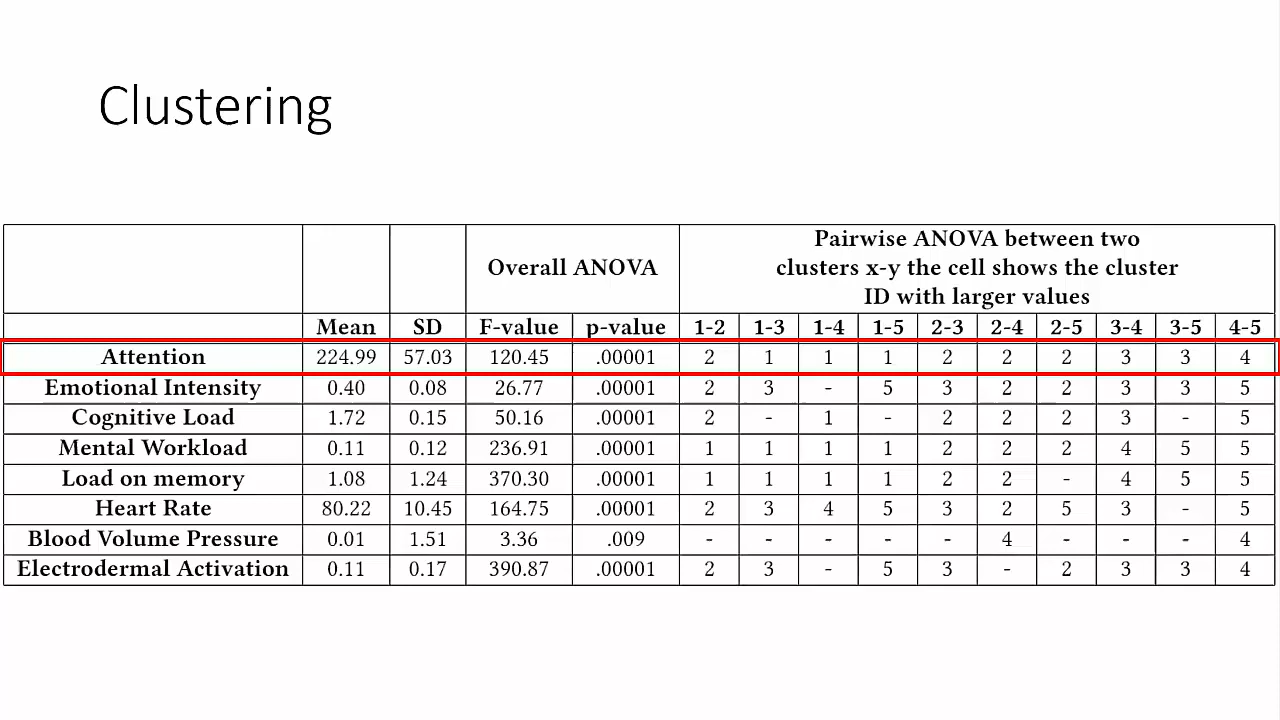 Clustering
Overall ANOVA
Pairwise ANOVA between two
clusters x-y the cell shows the cluster
ID with larger values
Mean SD F-value p-value 1-2 1-3 1-4 1-5 2-3 2-4 2-5 3-4 3-5 4-5
Attention 224.99 57.03 120.45 .00001 2 1 1 1 2 2 2 3 3 4
Emotional Intensity 0.40 0.08 26.77 .00001 2 3 - 5 3 2 2 3 3 5
Cognitive Load 1.72 0.15 50.16 .00001 2 - 1 - 2 2 2 3 - 5
Mental Workload 0.11 0.12 236.91 .00001 1 1 1 1 2 2 2 4 5 5
Load on memory 1.08 1.24 370.30 .00001 1 1 1 1 2 2 - 4 5 5
Heart Rate 80.22 10.45 164.75 .00001 2 3 4 5 3 2 5 3 - 5
Blood Volume Pressure 0.01 1.51 3.36 .009 - - - - - 4 - - - 4
Electrodermal Activation 0.11 0.17 390.87 .00001 2 3 - 5 3 - 2 3 3 4